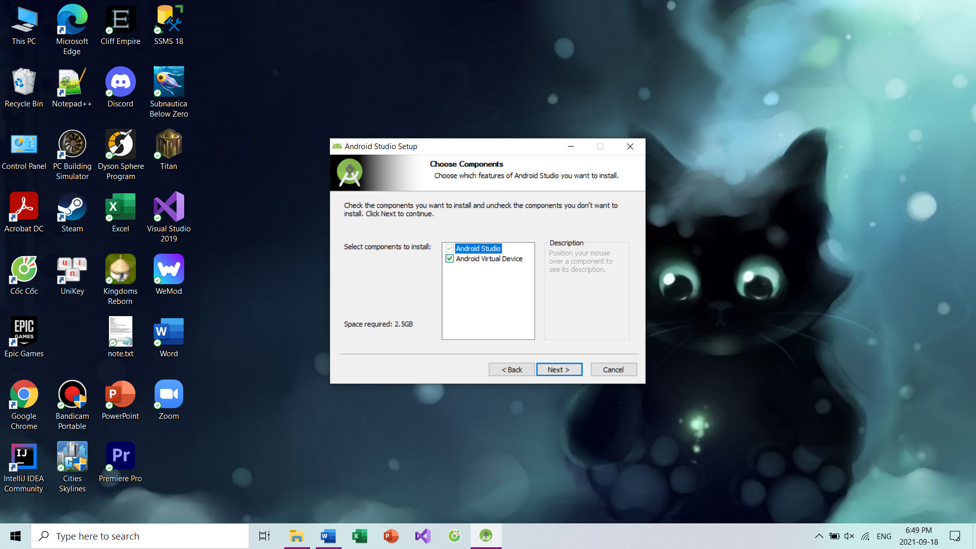 This PC
Microsoft
Edge
Cliff Empire
SSMS 18
Recycle Bin
Notepad++
Discord
Subnautica
Below Zero
Control Panel
PC Building
Simulator
Dyson Sphere
Program
Titan
Acrobat DC
Steam
Excel
Visual Studio
2019
Cốc Cốc
UniKey
Kingdoms
Reborn
WeMod
EPIC
GAMES
Epic Games
note.txt
Word
Google
Chrome
Bandicam
Portable
PowerPoint
Zoom
IntelliJ IDEA
Community
Cities
Skylines
Premiere Pro
Android Studio Setup
Choose Components
Choose which features of Android Studio you want to install.
Check the components you want to install and uncheck the components you don't want to
install. Click Next to continue.
Select components to install:
Android Studio
Android Virtual Device
Description
Position your mouse
over a component to
see its description.
Space required: 2.5GB
< Back
Next >
Cancel
Type here to search
ENG
6:49 PM
2021-09-18